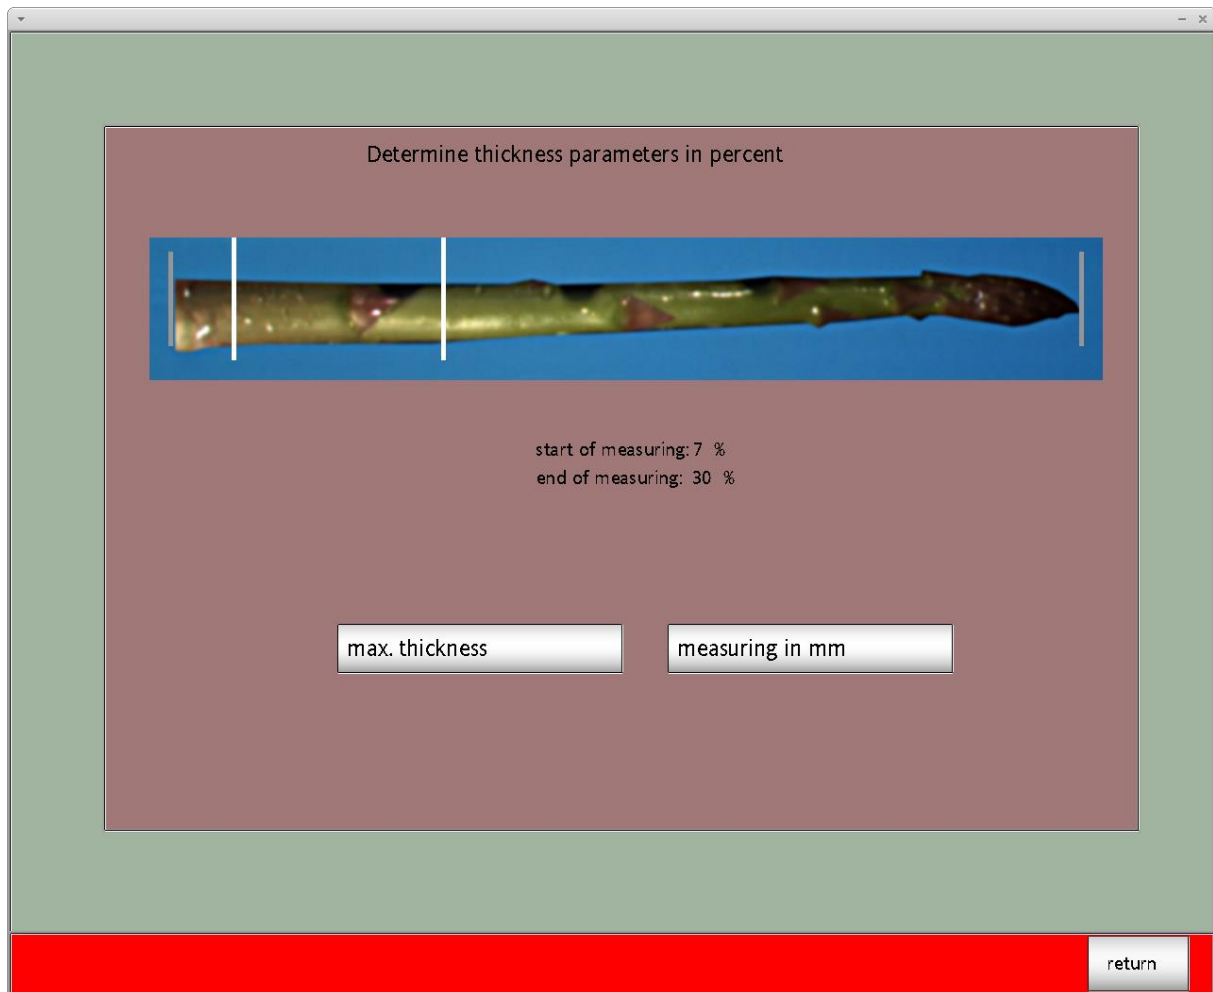 Determine thickness parameters in percent
start of measuring: 7 %
end of measuring: 30 %
max. thickness
measuring in mm
return